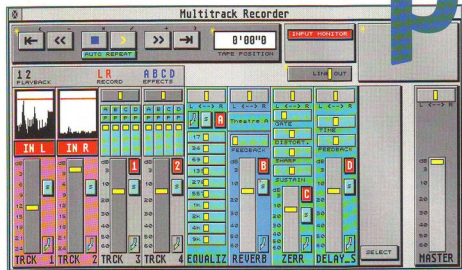 Multitrack Recorder
AUTO REPEAT
0'00"0
TAPE POSITION
INPUT MONITOR
LINE OUT
1 2
PLAYBACK
L R
RECORD
A B C D
EFFECTS
L <--> R
L <--> R
L <--> R
L <--> R
L <--> R
A
Theatre A
GATE
DISTORT.
SHARP
SUSTAIN
TIME
FEEDBACK
FEEDBACK
IN L
IN R
1
2
B
C
D
TRCK 1
TRCK 2
TRCK 3
TRCK 4
EQUALIZ
REVERB
ZERR
DELAY_S
SELECT
MASTER